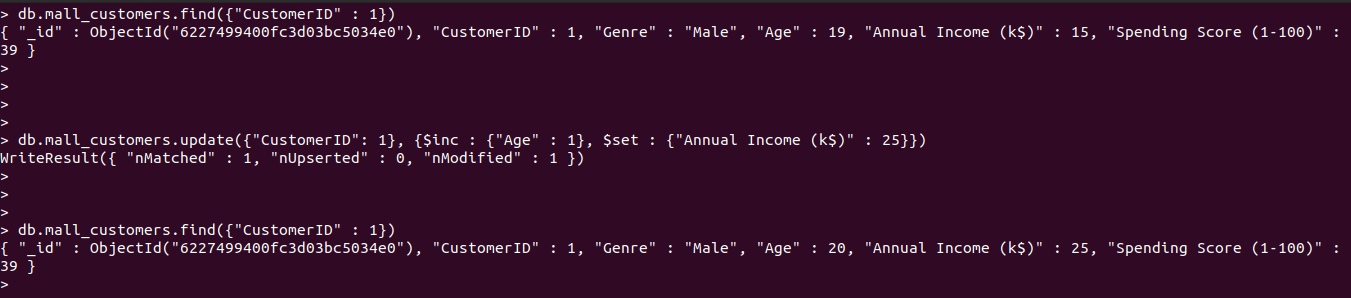 > db.mall_customers.find({"CustomerID" : 1})
{ "_id" : ObjectId("6227499400fc3d03bc5034e0"), "CustomerID" : 1, "Genre" : "Male", "Age" : 19, "Annual Income (k$)" : 15, "Spending Score (1-100)" :
39 }
>
>
>
>
> db.mall_customers.update({"CustomerID": 1}, {$inc : {"Age" : 1}, $set : {"Annual Income (k$)" : 25}})
WriteResult({ "nMatched" : 1, "nUpserted" : 0, "nModified" : 1 })
>
>
>
> db.mall_customers.find({"CustomerID" : 1})
{ "_id" : ObjectId("6227499400fc3d03bc5034e0"), "CustomerID" : 1, "Genre" : "Male", "Age" : 20, "Annual Income (k$)" : 25, "Spending Score (1-100)" :
39 }
>